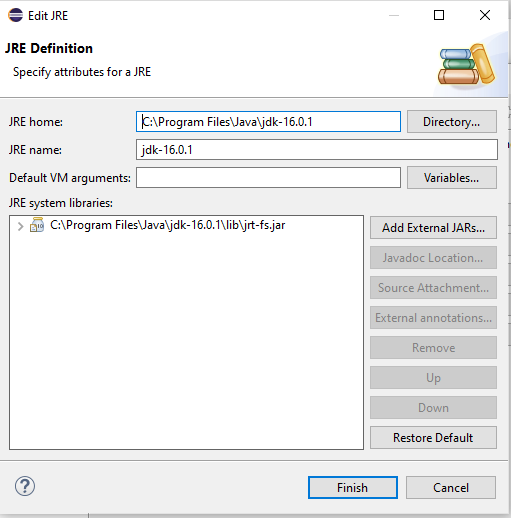 Edit JRE
JRE Definition
Specify attributes for a JRE
JRE home:
C:\Program Files\Java\jdk-16.0.1
Directory...
JRE name:
jdk-16.0.1
Default VM arguments:
Variables...
JRE system libraries:
C:\Program Files\Java\jdk-16.0.1\lib\jrt-fs.jar
Add External JARs...
Javadoc Location...
Source Attachment...
External annotations...
Remove
Up
Down
Restore Default
?
Finish
Cancel